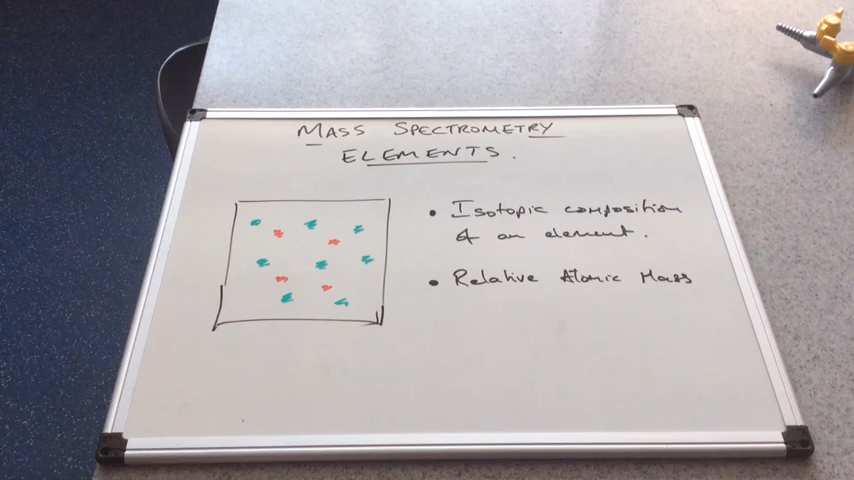 MASS SPECTROMETRY
ELEMENTS.
• Isotopic composition
of an element.
• Relative Atomic Mass